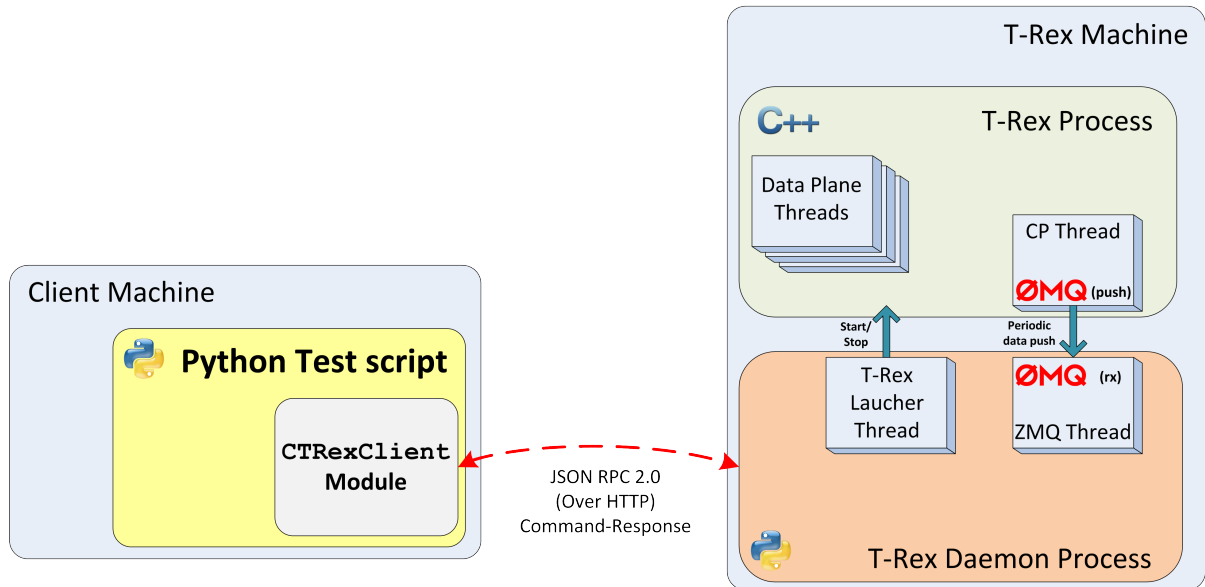 T-Rex Machine
C++
T-Rex Process
Data Plane
Threads
CP Thread
ØMQ (push)
Client Machine
Python Test script
CTRexClient
Module
Start/
Stop
Periodic
data push
T-Rex
Laucher
Thread
ØMQ (rx)
ZMQ Thread
JSON RPC 2.0
(Over HTTP)
Command-Response
T-Rex Daemon Process